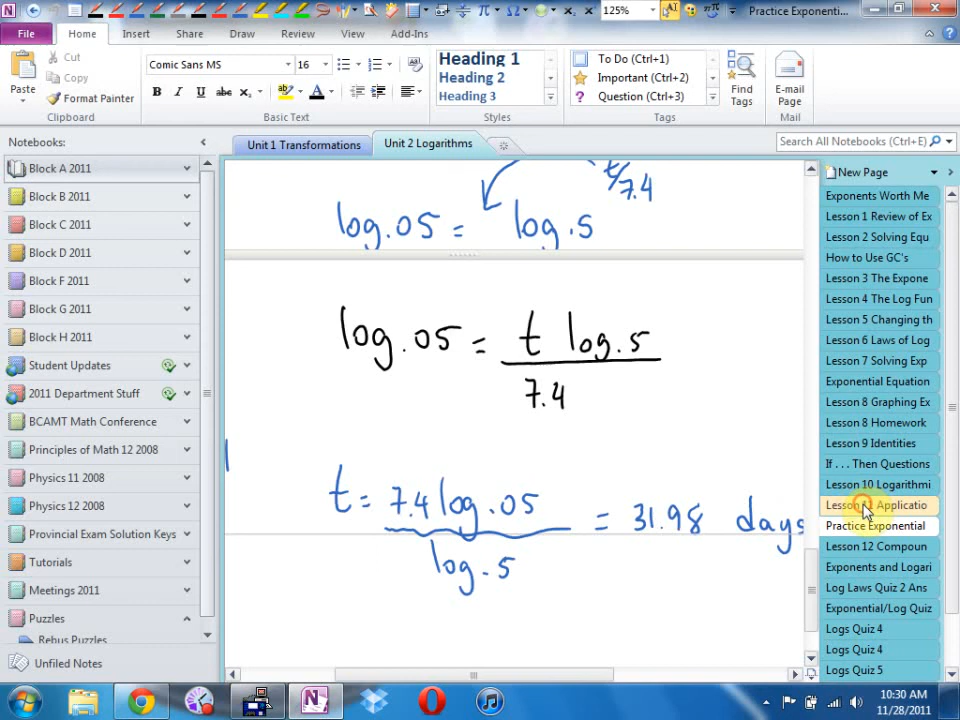 125%
Practice Exponenti...
File
Home
Insert
Share
Draw
Review
View
Add-Ins
Paste
Cut
Copy
Format Painter
Clipboard
Comic Sans MS
16
B I U abc x₂
A
Basic Text
Heading 1
Heading 2
Heading 3
Styles
To Do (Ctrl+1)
Important (Ctrl+2)
Question (Ctrl+3)
Tags
Find Tags
E-mail Page
Mail
Notebooks:
Unit 1 Transformations
Unit 2 Logarithms
Search All Notebooks (Ctrl+E)
Block A 2011
Block B 2011
Block C 2011
Block D 2011
Block F 2011
Block G 2011
Block H 2011
Student Updates
2011 Department Stuff
BCAMT Math Conference
Principles of Math 12 2008
Physics 11 2008
Physics 12 2008
Provincial Exam Solution Keys
Tutorials
Meetings 2011
Puzzles
Rebus Puzzles
Unfiled Notes
t/7.4
log.05 = log.5
log.05 = t log.5
7.4
t = 7.4 log.05 = 31.98 days
log.5
New Page
Exponents Worth Me
Lesson 1 Review of Ex
Lesson 2 Solving Equ
How to Use GC's
Lesson 3 The Expone
Lesson 4 The Log Fun
Lesson 5 Changing th
Lesson 6 Laws of Log
Lesson 7 Solving Exp
Exponential Equation
Lesson 8 Graphing Ex
Lesson 8 Homework
Lesson 9 Identities
If . . . Then Questions
Lesson 10 Logarithmi
Lesson 11 Applicatio
Practice Exponential
Lesson 12 Compoun
Exponents and Logari
Log Laws Quiz 2 Ans
Exponential/Log Quiz
Logs Quiz 4
Logs Quiz 4
Logs Quiz 5
10:30 AM
11/28/2011